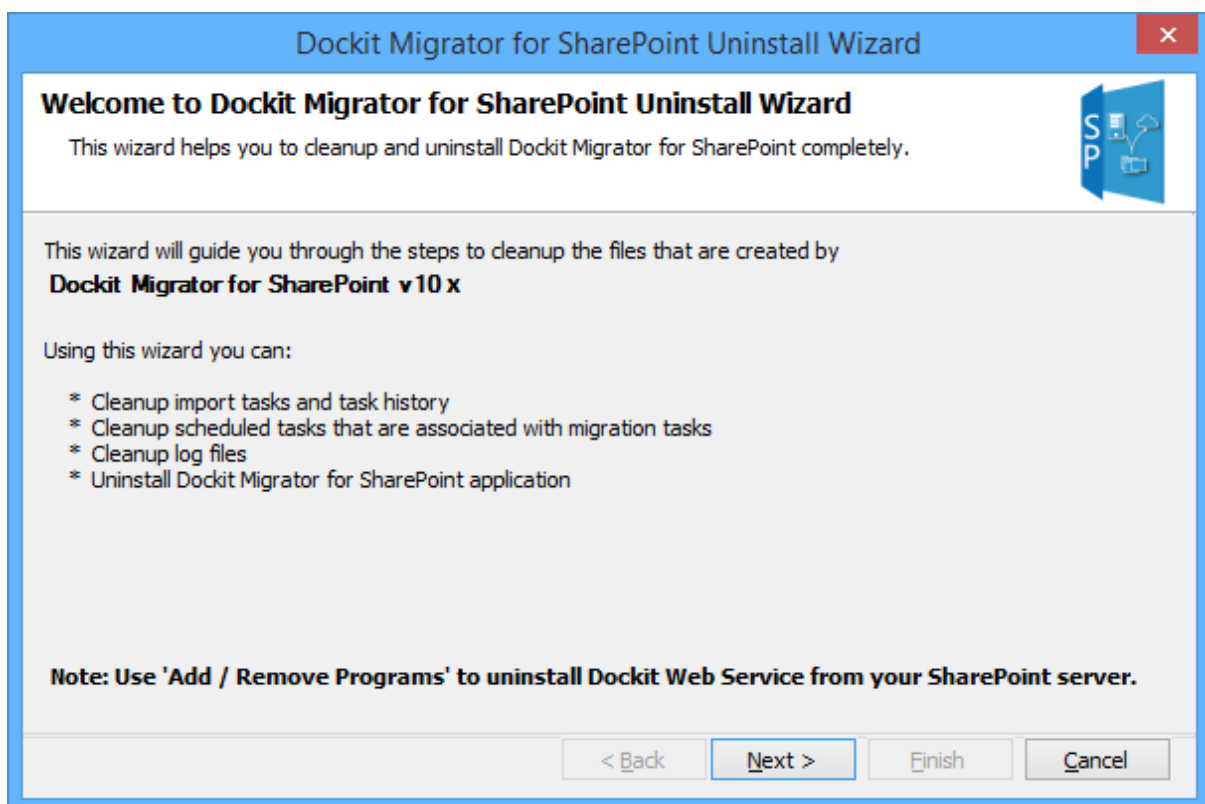 Dockit Migrator for SharePoint Uninstall Wizard
×
Welcome to Dockit Migrator for SharePoint Uninstall Wizard
This wizard helps you to cleanup and uninstall Dockit Migrator for SharePoint completely.
S
P
This wizard will guide you through the steps to cleanup the files that are created by
Dockit Migrator for SharePoint v10 x
Using this wizard you can:
* Cleanup import tasks and task history
* Cleanup scheduled tasks that are associated with migration tasks
* Cleanup log files
* Uninstall Dockit Migrator for SharePoint application
Note: Use 'Add / Remove Programs' to uninstall Dockit Web Service from your SharePoint server.
< Back Next > Finish Cancel